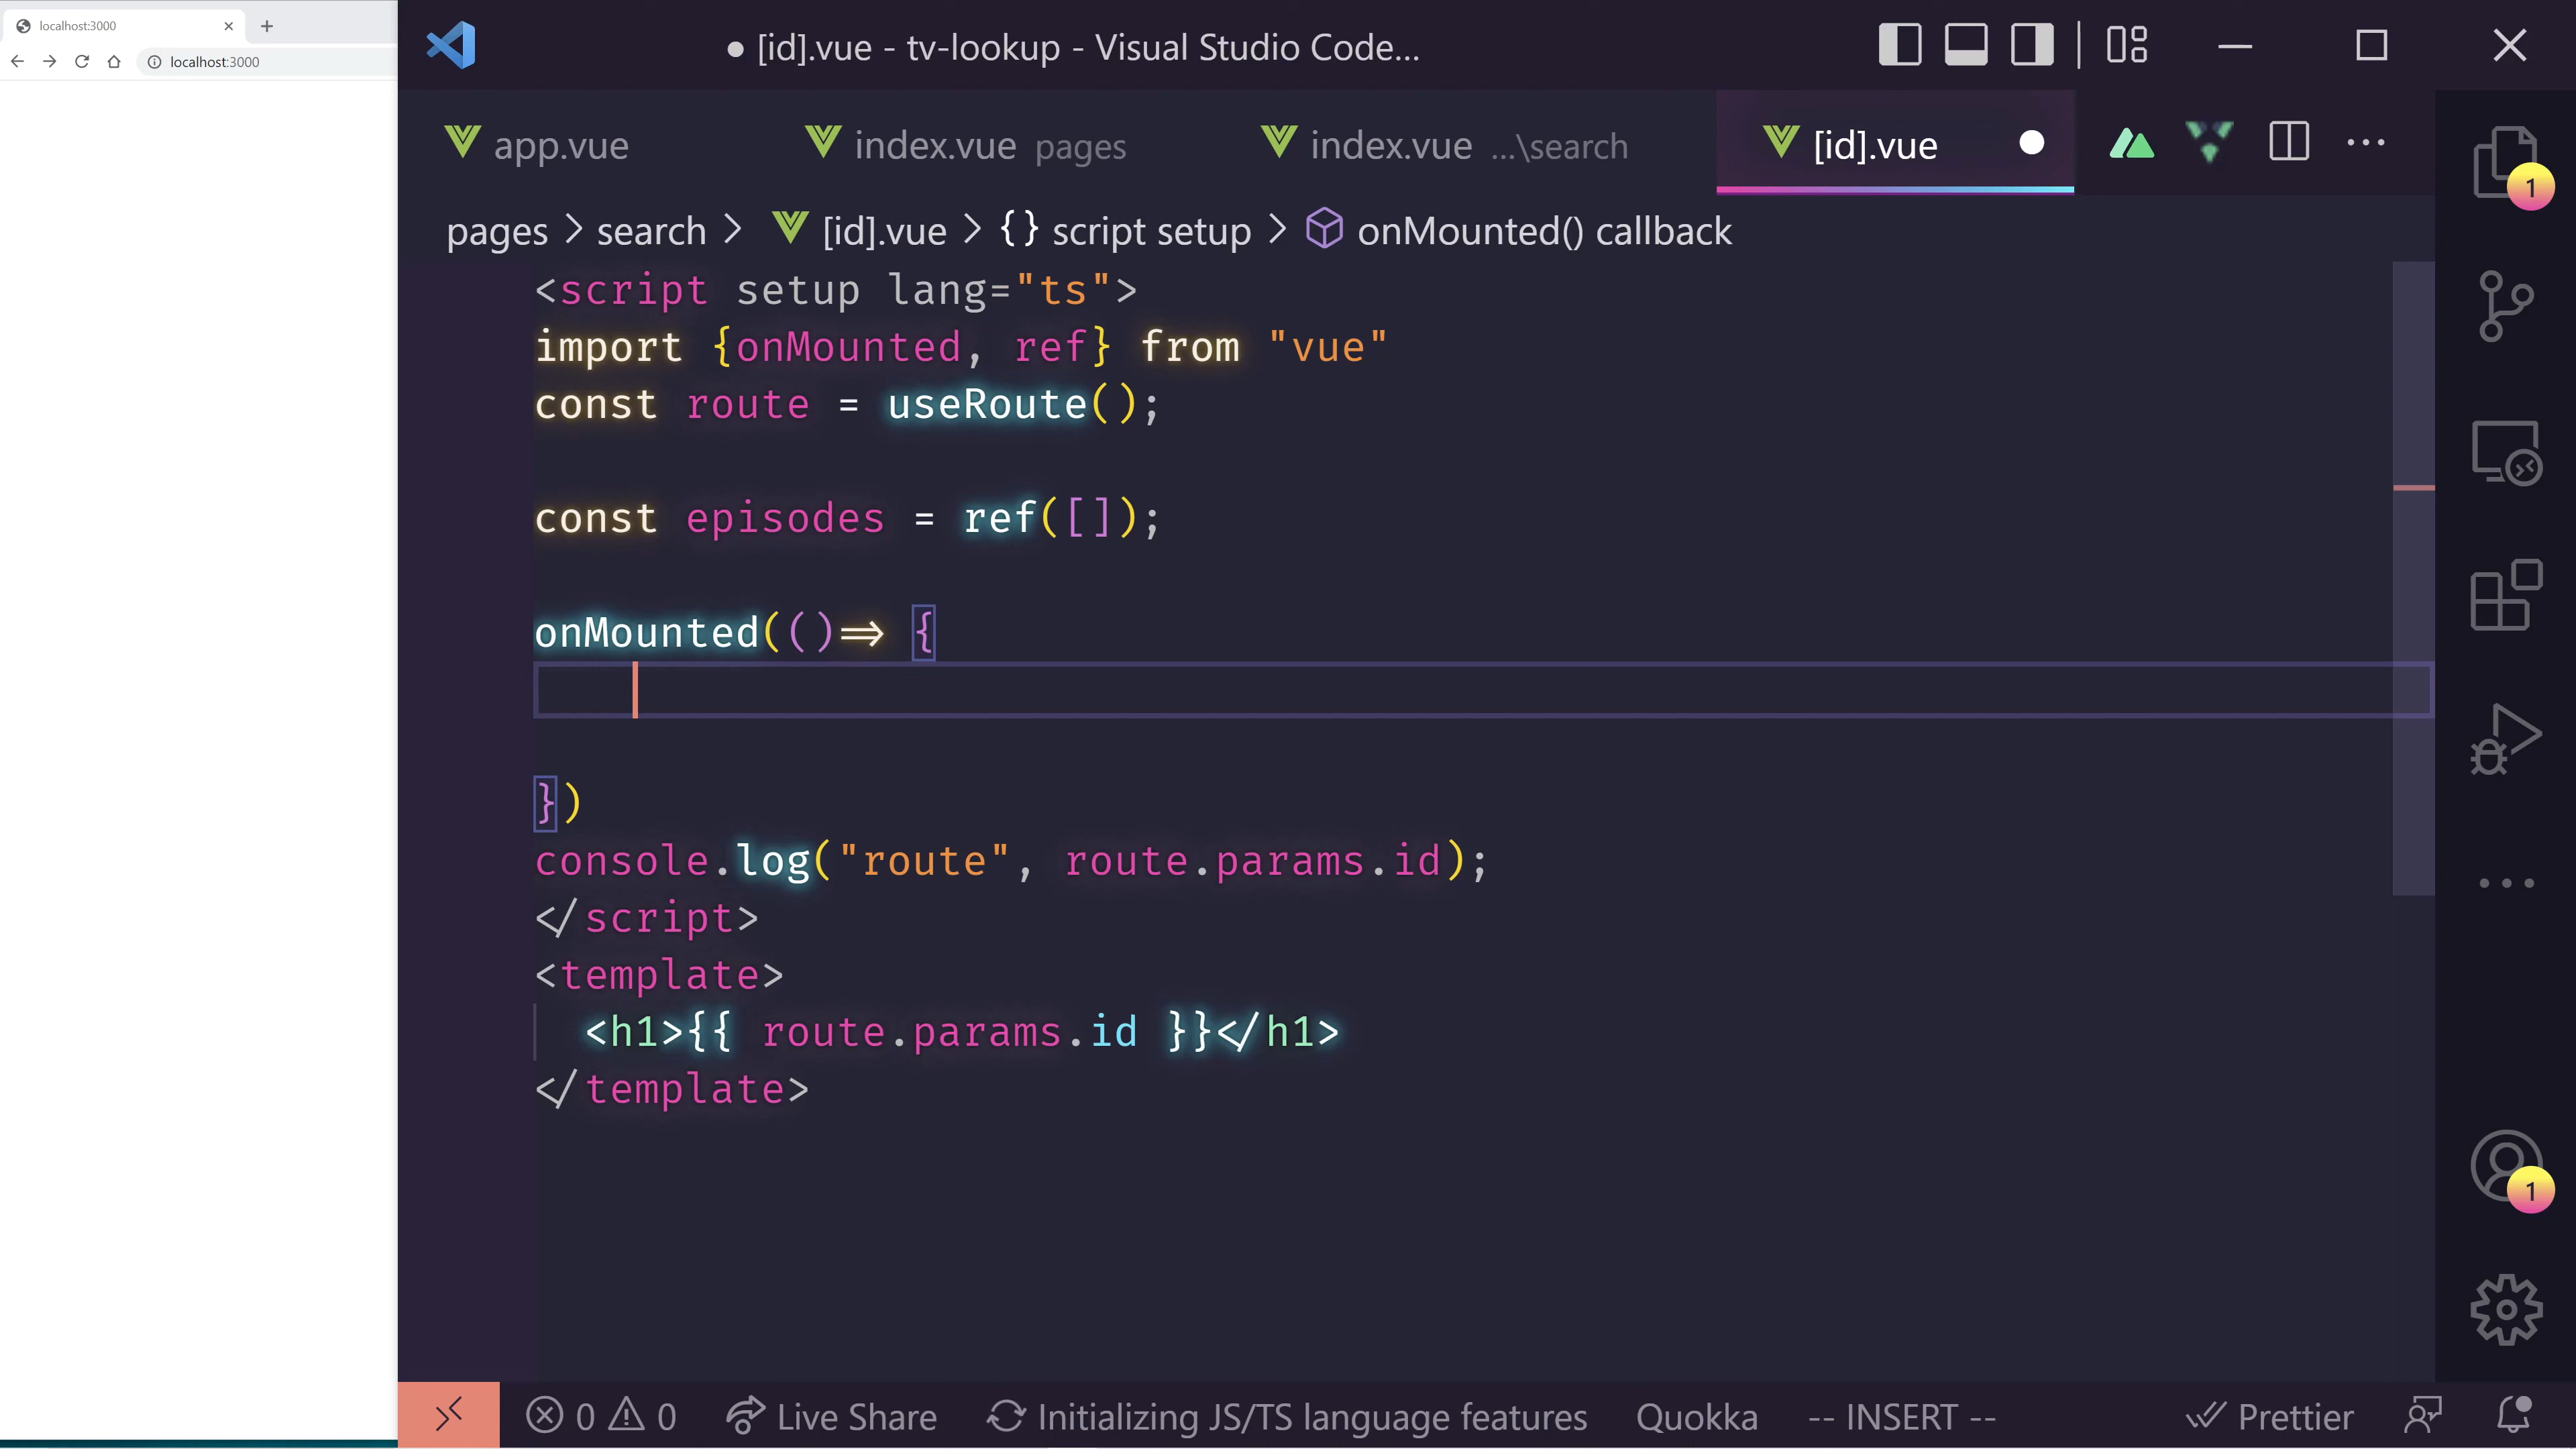 localhost:3000
localhost:3000
● [id].vue - tv-lookup - Visual Studio Code...
app.vue
index.vue pages
index.vue ...\search
[id].vue
1
pages > search > [id].vue > {} script setup > onMounted() callback
<script setup lang="ts">
import {onMounted, ref} from "vue"
const route = useRoute();
const episodes = ref([]);
onMounted(()=> {
})
console.log("route", route.params.id);
</script>
<template>
<h1>{{ route.params.id }}</h1>
</template>
1
0 0 Live Share Initializing JS/TS language features Quokka -- INSERT -- Prettier